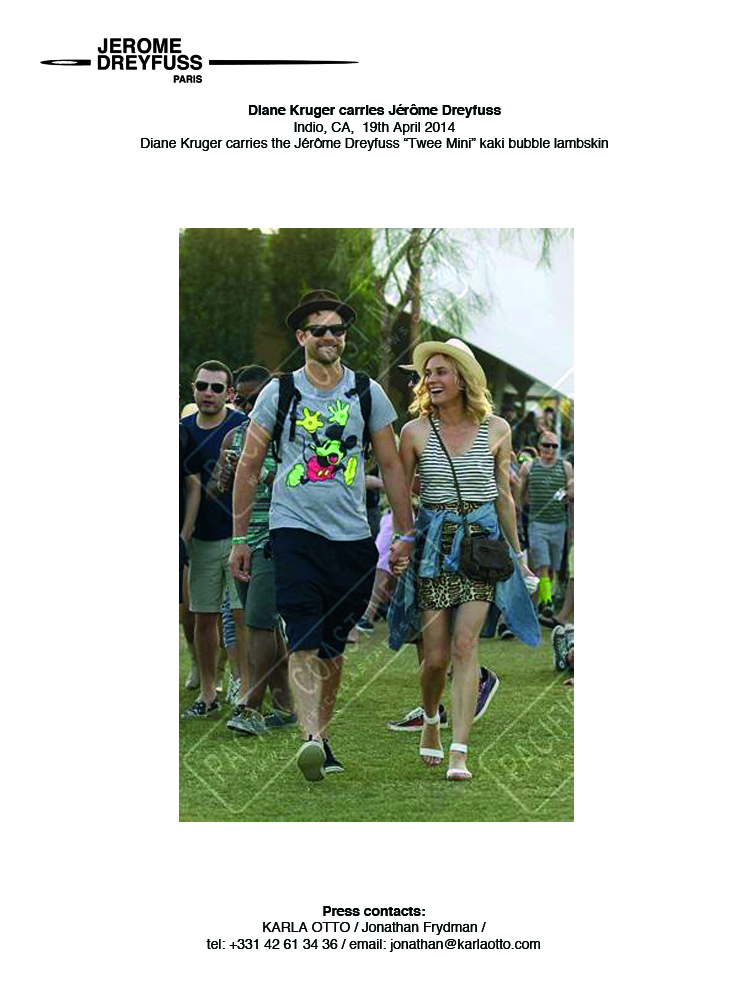 JEROME
DREYFUSS
PARIS
Diane Kruger carries Jérôme Dreyfuss
Indio, CA,  19th April 2014
Diane Kruger carries the Jérôme Dreyfuss “Twee Mini” kaki bubble lambskin
Press contacts:
KARLA OTTO / Jonathan Frydman /
tel: +331 42 61 34 36 / email: jonathan@karlaotto.com